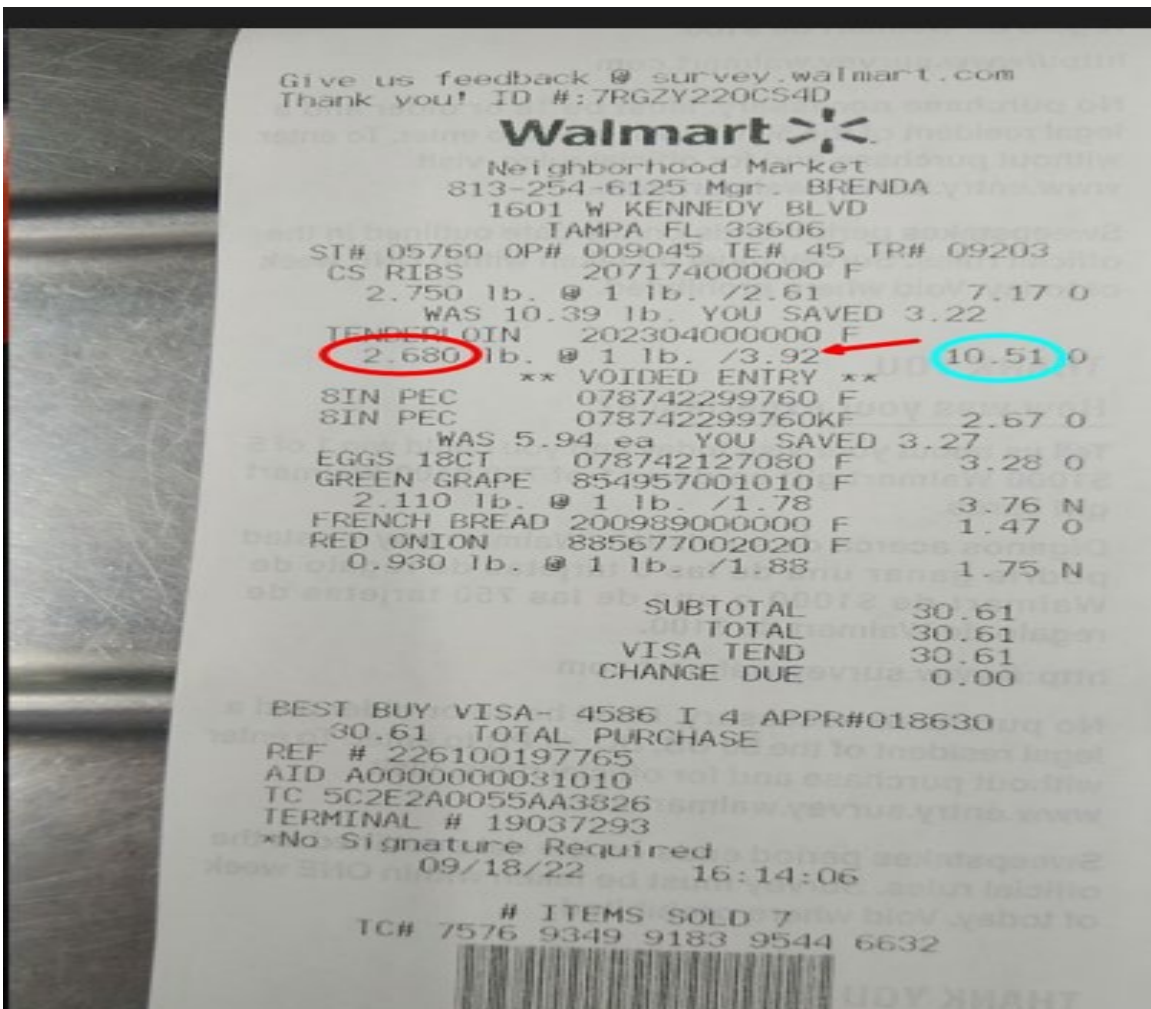 Give us feedback @ survey.walmart.com
Thank you! ID #:7RGZY220CS4D
Walmart
Neighborhood Market
813-254-6125 Mgr. BRENDA
1601 W KENNEDY BLVD
TAMPA FL 33606
ST# 05760 OP# 009045 TE# 45 TR# 09203
CS RIBS 2071174000000 F
2.750 lb. @ 1 lb. /2.61 7.17 O
WAS 10.39 lb. YOU SAVED 3.22
TENDERLOIN 2023040000000 F
2.680 lb. @ 1 lb. /3.92 10.51 O
** VOIDED ENTRY **
SIN PEC 078742299760 F
SIN PEC 078742299760KF 2.67 O
WAS 5.94 ea YOU SAVED 3.27
EGGS 18CT 078742127080 F 3.28 O
GREEN GRAPE 854957001010 F
2.110 lb. @ 1 lb. /1.78 3.76 N
FRENCH BREAD 200989000000 F 1.47 O
RED ONION 885677002020 F
0.930 lb. @ 1 lb. /1.88 1.75 N
SUBTOTAL 30.61
TOTAL 30.61
VISA TEND 30.61
CHANGE DUE 0.00
BEST BUY VISA- 4586 I 4 APPR#018630
30.61 TOTAL PURCHASE
REF # 226100197765
AID A0000000031010
TC 5C2E2A0055AA3826
TERMINAL # 19037293
*No Signature Required
09/18/22 16:14:06
# ITEMS SOLD 7
TC# 7576 9349 9183 9544 6632